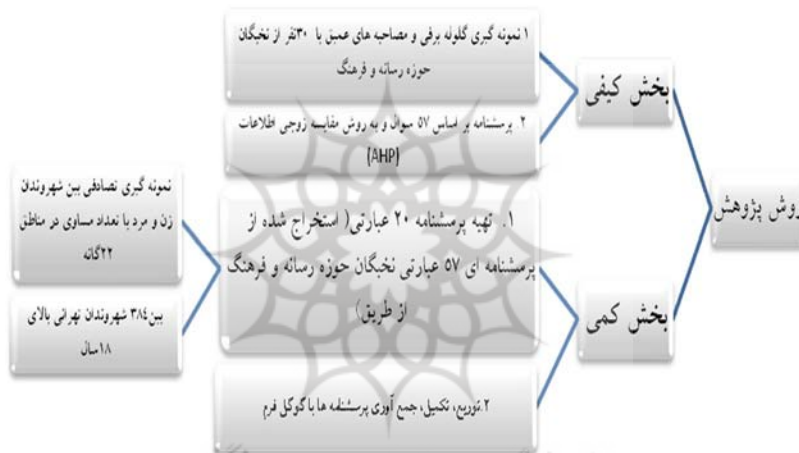 روش پژوهش
بخش کیفی
۱ نمونه گیری گلوله برفی و مصاحبه های عمیق با ۳۰نفر از نخبگان
حوزه رسانه و فرهنگ
۲. پرسشنامه بر اساس ۵۷ سوال و به روش مقایسه زوجی اطلاعات
(AHP)
بخش کمی
۱. تهیه پرسشنامه ۲۰ عبارتی( استخراج شده از
پرسشنامه ای ۵۷ عبارتی نخبگان حوزه رسانه و فرهنگ
از طریق)
نمونه گیری تصادفی بین شهروندان
زن و مرد با تعداد مساوی در مناطق
۲۲گانه
بین ۳۸٤ شهروندان تهرانی بالای
۱۸سال
۲.توزیع، تکمیل، جمع آوری پرسشنامه ها با گوگل فرم